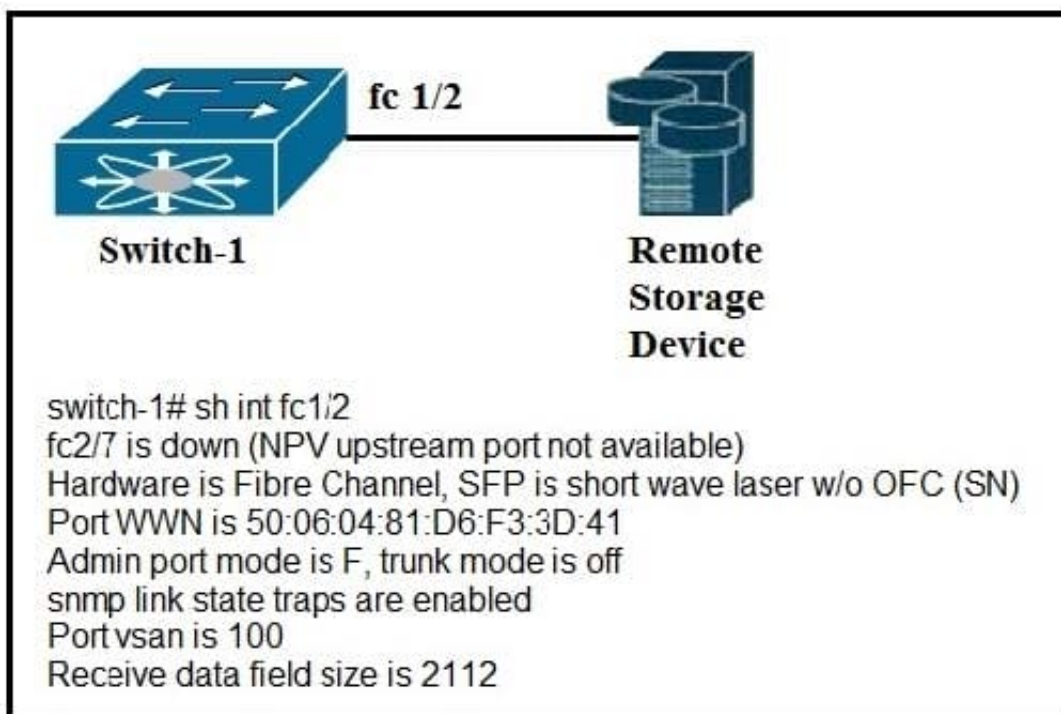 fc 1/2
Switch-1
Remote
Storage
Device
switch-1# sh int fc1/2
fc2/7 is down (NPV upstream port not available)
Hardware is Fibre Channel, SFP is short wave laser w/o OFC (SN)
Port WWN is 50:06:04:81:D6:F3:3D:41
Admin port mode is F, trunk mode is off
snmp link state traps are enabled
Port vsan is 100
Receive data field size is 2112